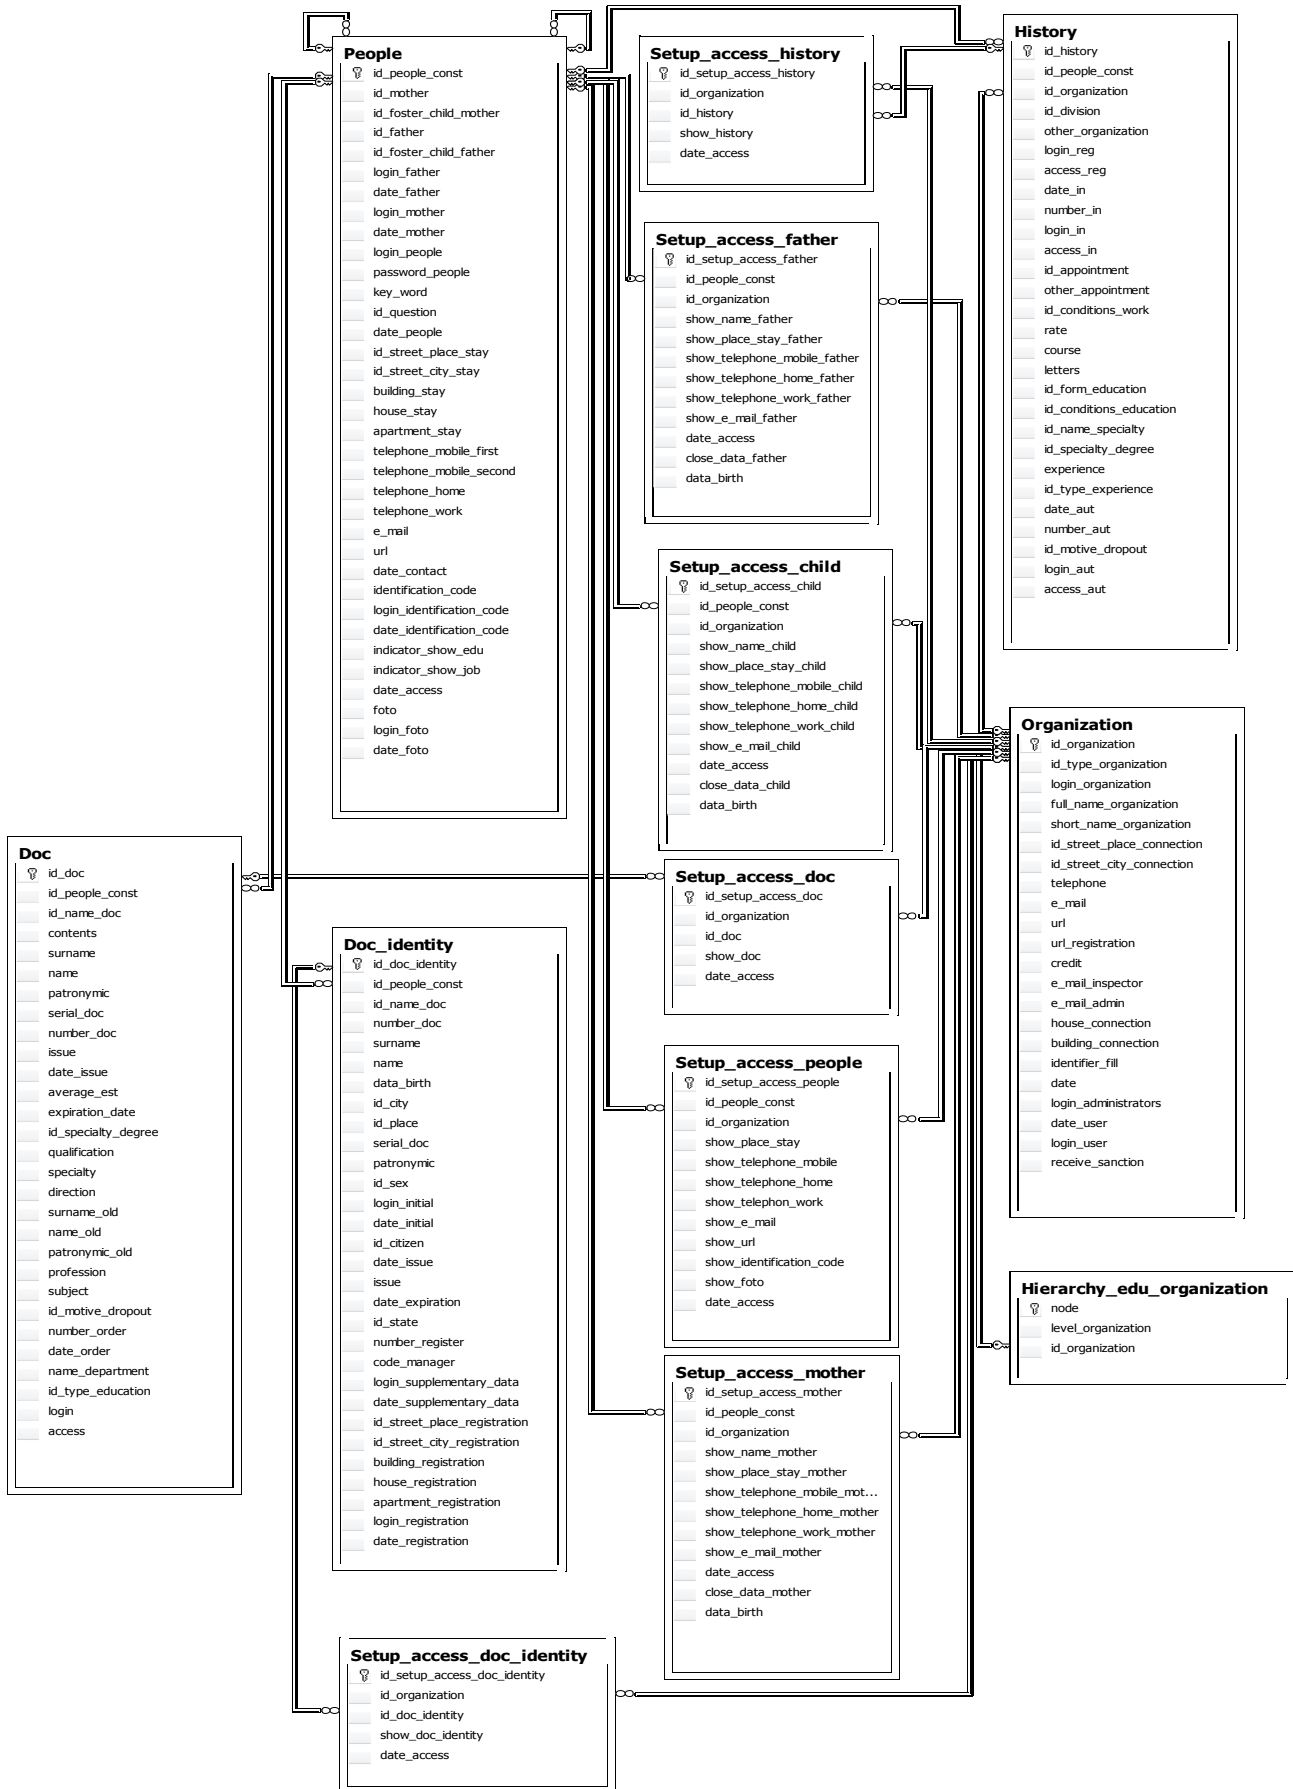 People
id_people_const
id_mother
id_foster_child_mother
id_father
id_foster_child_father
login_father
date_father
login_mother
date_mother
login_people
password_people
key_word
id_question
date_people
id_street_place_stay
id_street_city_stay
building_stay
house_stay
apartment_stay
telephone_mobile_first
telephone_mobile_second
telephone_home
telephone_work
e_mail
url
date_contact
identification_code
login_identification_code
date_identification_code
indicator_show_edu
indicator_show_job
date_access
foto
login_foto
date_foto
Setup_access_history
id_setup_access_history
id_organization
id_history
show_history
date_access
Setup_access_father
id_setup_access_father
id_people_const
id_organization
show_name_father
show_place_stay_father
show_telephone_mobile_father
show_telephone_home_father
show_telephone_work_father
show_e_mail_father
date_access
close_data_father
data_birth
Setup_access_child
id_setup_access_child
id_people_const
id_organization
show_name_child
show_place_stay_child
show_telephone_mobile_child
show_telephone_home_child
show_telephone_work_child
show_e_mail_child
date_access
close_data_child
data_birth
History
id_history
id_people_const
id_organization
id_division
other_organization
login_reg
access_reg
date_in
number_in
login_in
access_in
id_appointment
other_appointment
id_conditions_work
rate
course
letters
id_form_education
id_conditions_education
id_name_specialty
id_specialty_degree
experience
id_type_experience
date_aut
number_aut
id_motive_dropout
login_aut
access_aut
Organization
id_organization
id_type_organization
login_organization
full_name_organization
short_name_organization
id_street_place_connection
id_street_city_connection
telephone
e_mail
url
url_registration
credit
e_mail_inspector
e_mail_admin
house_connection
building_connection
identifier_fill
date
login_administrators
date_user
login_user
receive_sanction
Doc
id_doc
id_people_const
id_name_doc
contents
surname
name
patronymic
serial_doc
number_doc
issue
date_issue
average_est
expiration_date
id_specialty_degree
qualification
specialty
direction
surname_old
name_old
patronymic_old
profession
subject
id_motive_dropout
number_order
date_order
name_department
id_type_education
login
access
Doc_identity
id_doc_identity
id_people_const
id_name_doc
number_doc
surname
name
data_birth
id_city
id_place
serial_doc
patronymic
id_sex
login_initial
date_initial
id_citizen
date_issue
issue
date_expiration
id_state
number_register
code_manager
login_supplementary_data
date_supplementary_data
id_street_place_registration
id_street_city_registration
building_registration
house_registration
apartment_registration
login_registration
date_registration
Setup_access_doc
id_setup_access_doc
id_organization
id_doc
show_doc
date_access
Setup_access_people
id_setup_access_people
id_people_const
id_organization
show_place_stay
show_telephone_mobile
show_telephone_home
show_telephon_work
show_e_mail
show_url
show_identification_code
show_foto
date_access
Hierarchy_edu_organization
node
level_organization
id_organization
Setup_access_mother
id_setup_access_mother
id_people_const
id_organization
show_name_mother
show_place_stay_mother
show_telephone_mobile_mot...
show_telephone_home_mother
show_telephone_work_mother
show_e_mail_mother
date_access
close_data_mother
data_birth
Setup_access_doc_identity
id_setup_access_doc_identity
id_organization
id_doc_identity
show_doc_identity
date_access